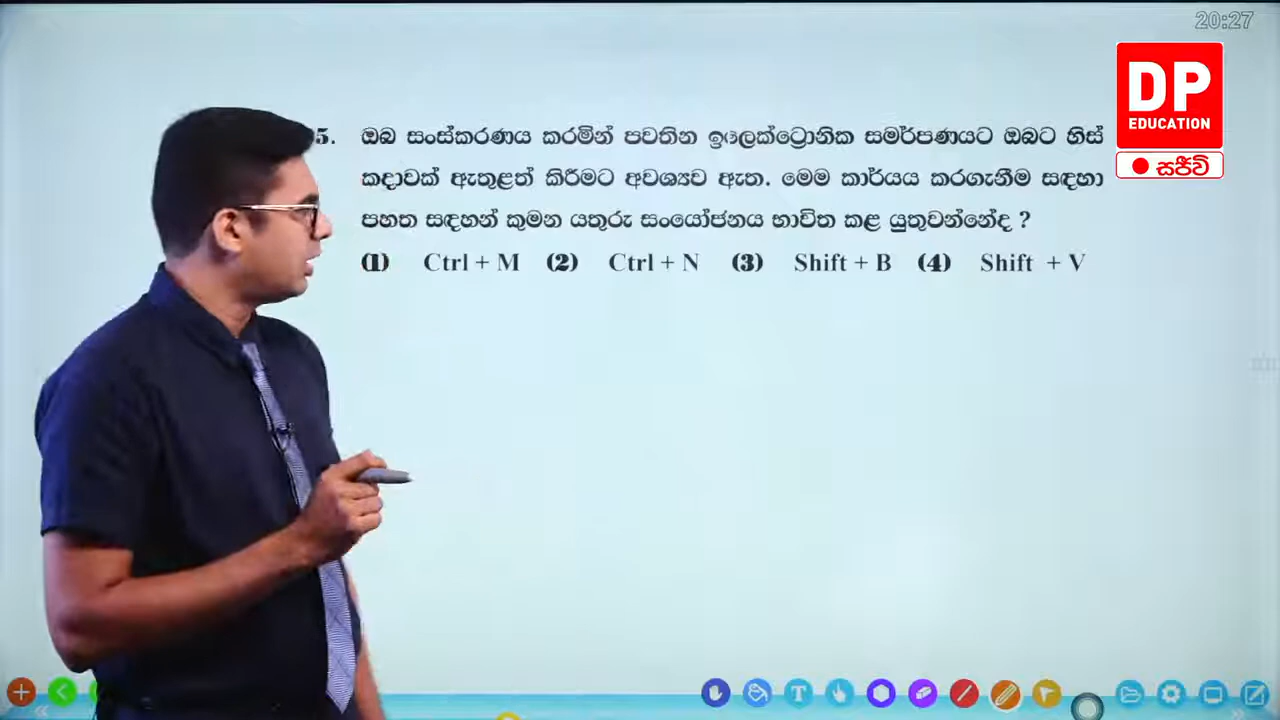 20:27
DP
EDUCATION
සජීවි
5. ඔබ සංස්කරණය කරමින් පවතින ඉලෙක්ට්‍රොනික සමර්පණයට ඔබට හිස්
කදාවක් ඇතුළත් කිරීමට අවශ්‍යව ඇත. මෙම කාර්යය කරගැනීම සඳහා
පහත සඳහන් කුමන යතුරු සංයෝජනය භාවිත කළ යුතුවන්නේද ?
(1) Ctrl + M (2) Ctrl + N (3) Shift + B (4) Shift + V